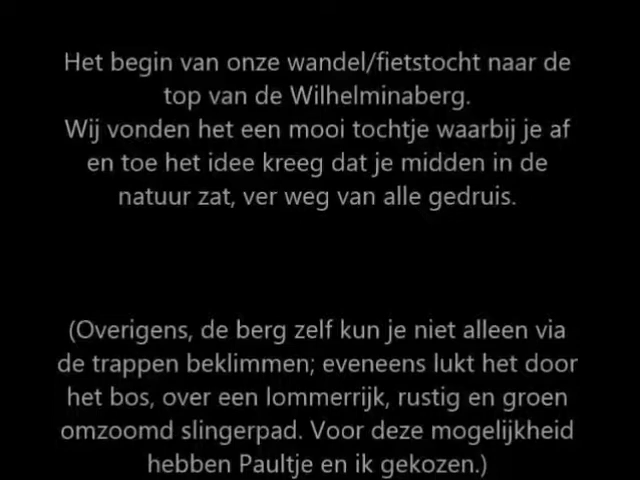 Het begin van onze wandel/fietstocht naar de
top van de Wilhelminaberg.
Wij vonden het een mooi tochtje waarbij je af
en toe het idee kreeg dat je midden in de
natuur zat, ver weg van alle gedruis.
(Overigens, de berg zelf kun je niet alleen via
de trappen beklimmen; eveneens lukt het door
het bos, over een lommerrijk, rustig en groen
omzoomd slingerpad. Voor deze mogelijkheid
hebben Paultje en ik gekozen.)